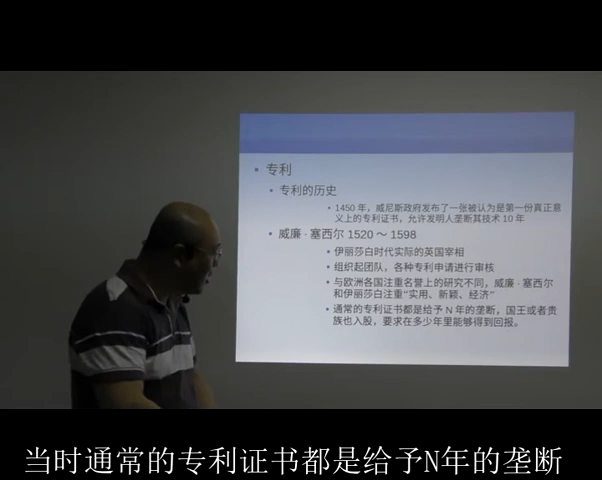 专利
专利的历史
1450 年，威尼斯政府发布了一张被认为是第一份真正意
义上的专利证书，允许发明人垄断其技术 10 年
威廉 · 塞西尔 1520 ～ 1598
伊丽莎白时代实际的英国宰相
组织起团队，各种专利申请进行审核
与欧洲各国注重名誉上的研究不同，威廉 · 塞西尔
和伊丽莎白注重“实用、新颖、经济”
通常的专利证书都是给予 N 年的垄断，国王或者贵
族也入股，要求在多少年里能够得到回报。
当时通常的专利证书都是给予N年的垄断